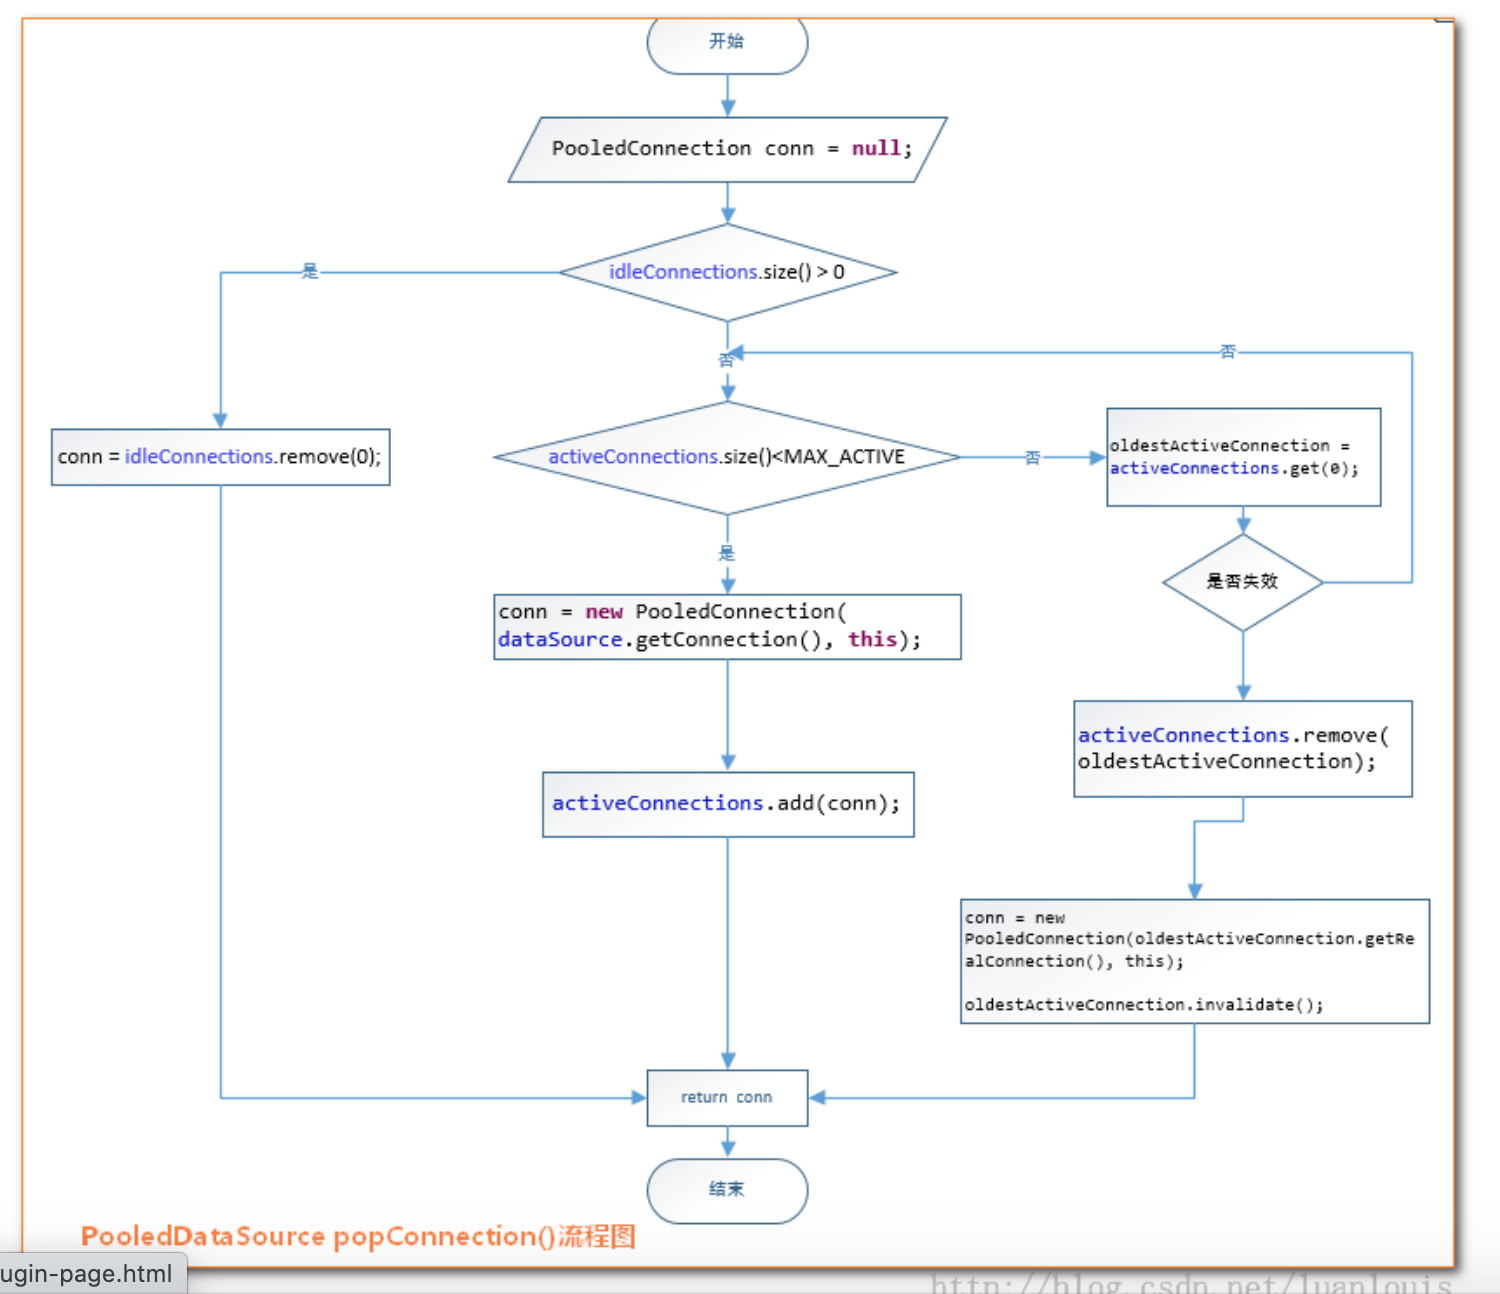 开始
PooledConnection conn = null;
idleConnections.size() > 0
是
否
否
conn = idleConnections.remove(0);
activeConnections.size()<MAX_ACTIVE
否
oldestActiveConnection =
activeConnections.get(0);
是
是否失效
conn = new PooledConnection(
dataSource.getConnection(), this);
activeConnections.remove(
oldestActiveConnection);
activeConnections.add(conn);
conn = new
PooledConnection(oldestActiveConnection.getRe
alConnection(), this);
oldestActiveConnection.invalidate();
return conn
结束
PooledDataSource popConnection()流程图
ugin-page.html
http://blog.csdn.net/luanlouis